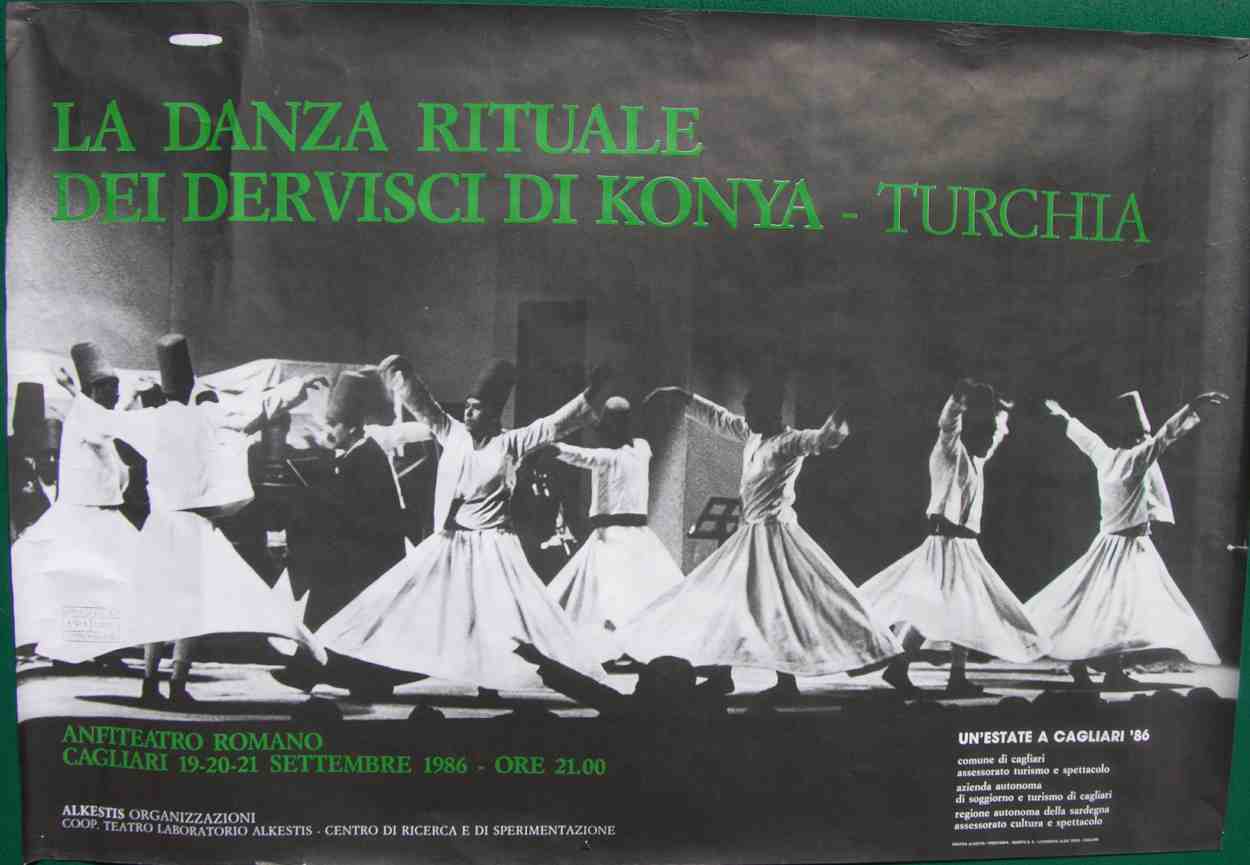 LA DANZA RITUALE
DEI DERVISCI DI KONYA - TURCHIA
ANFITEATRO ROMANO
CAGLIARI 19-20-21 SETTEMBRE 1986 - ORE 21.00
ALKESTIS ORGANIZZAZIONI
COOP. TEATRO LABORATORIO ALKESTIS - CENTRO DI RICERCA E DI SPERIMENTAZIONE
UN'ESTATE A CAGLIARI '86
comune di cagliari
assessorato turismo e spettacolo
azienda autonoma
di soggiorno e turismo di cagliari
regione autonoma della sardegna
assessorato cultura e spettacolo